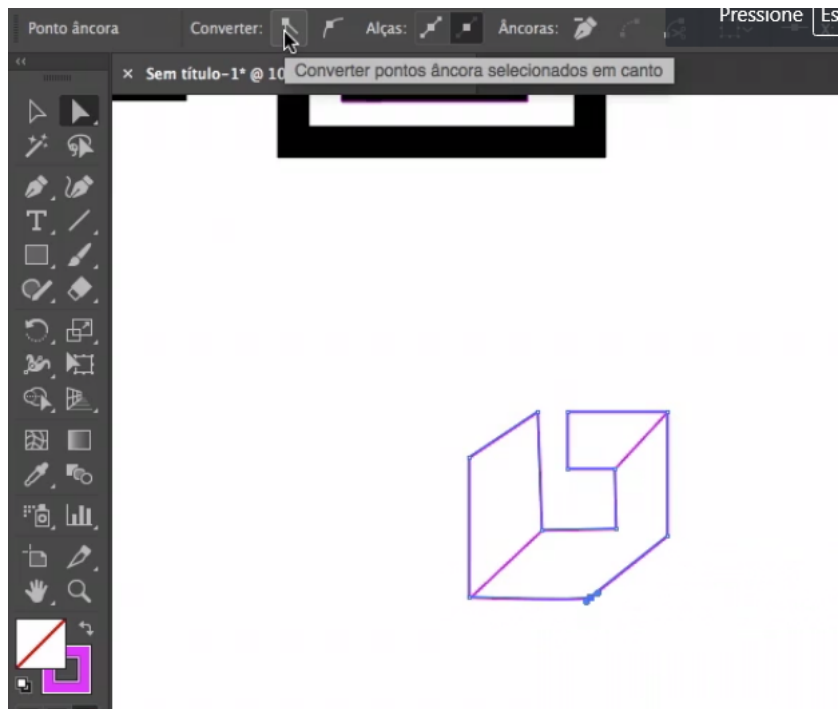 Pressione
Ponto âncora Converter: Alças: Âncoras:
× Sem título-1* @ 10
Converter pontos âncora selecionados em canto